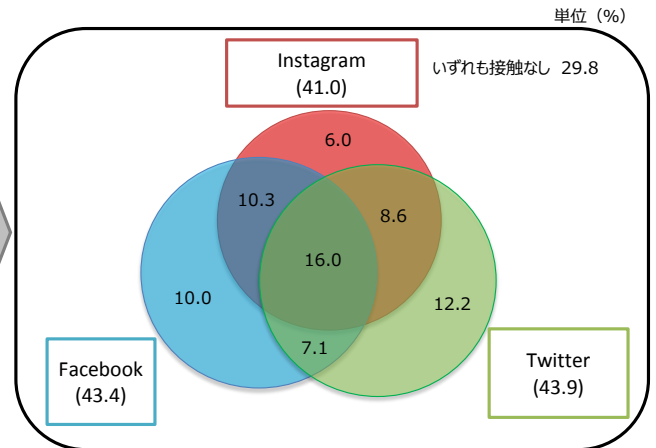 単位（%）
Instagram
(41.0)
いずれも接触なし 29.8
6.0
10.3
8.6
16.0
10.0
12.2
7.1
Facebook
(43.4)
Twitter
(43.9)